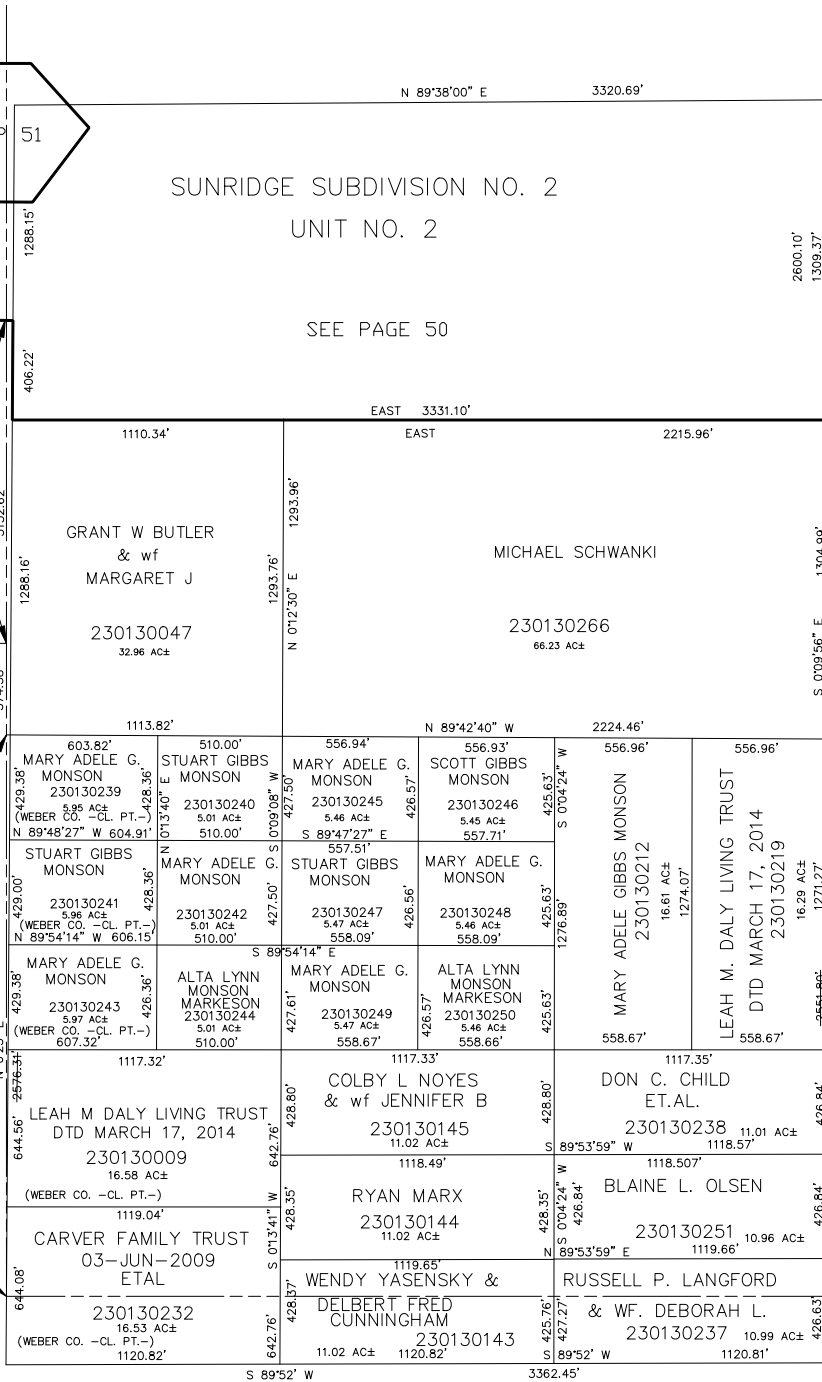 N 89°38'00" E 3320.69'
51
SUNRIDGE SUBDIVISION NO. 2
UNIT NO. 2
1288.15'
2600.10'
1309.37'
SEE PAGE 50
406.22'
EAST 3331.10'
1110.34'
EAST 2215.96'
1293.96'
GRANT W BUTLER
& wf
MARGARET J
1288.16'
1293.76'
N 0°12'30" E
230130047
32.96 AC±
MICHAEL SCHWANKI
230130266
66.23 AC±
1304.99'
S 0°09'56" E
1113.82'
N 89°42'40" W 2224.46'
603.82'
MARY ADELE G.
MONSON
230130239
5.95 AC±
(WEBER CO. -CL. PT.-)
N 89°48'27" W 604.91'
429.38'
428.36'
N 0°13'40" E
510.00'
STUART GIBBS
MONSON
230130240
5.01 AC±
510.00'
S 0°09'08" W
427.50'
556.94'
MARY ADELE G.
MONSON
230130245
5.46 AC±
S 89°47'27" E
557.51'
426.57'
556.93'
SCOTT GIBBS
MONSON
230130246
5.45 AC±
557.71'
425.63'
S 0°04'24" W
1276.89'
556.96'
MARY ADELE GIBBS MONSON
230130212
16.61 AC±
1274.07'
558.67'
556.96'
LEAH M. DALY LIVING TRUST
DTD MARCH 17, 2014
230130219
16.29 AC±
1271.27'
558.67'
2551.80'
STUART GIBBS
MONSON
230130241
5.96 AC±
(WEBER CO. -CL. PT.-)
N 89°54'14" W 606.15'
429.00'
428.36'
MARY ADELE G.
MONSON
230130242
5.01 AC±
510.00'
427.50'
STUART GIBBS
MONSON
230130247
5.47 AC±
558.09'
426.56'
MARY ADELE G.
MONSON
230130248
5.46 AC±
558.09'
425.63'
S 89°54'14" E
MARY ADELE G.
MONSON
230130243
5.97 AC±
(WEBER CO. -CL. PT.-)
607.32'
429.38'
426.36'
ALTA LYNN
MONSON
MARKESON
230130244
5.01 AC±
510.00'
427.61'
MARY ADELE G.
MONSON
230130249
5.47 AC±
558.67'
426.57'
ALTA LYNN
MONSON
MARKESON
230130250
5.46 AC±
558.66'
425.63'
2576.31'
1117.32'
LEAH M DALY LIVING TRUST
DTD MARCH 17, 2014
230130009
16.58 AC±
(WEBER CO. -CL. PT.-)
644.56'
642.76'
1117.33'
COLBY L NOYES
& wf JENNIFER B
230130145
11.02 AC±
428.80'
428.80'
1117.35'
DON C. CHILD
ET.AL.
230130238 11.01 AC±
S 89°53'59" W 1118.57'
426.84'
1118.49'
RYAN MARX
230130144
11.02 AC±
428.35'
428.35'
1118.507'
BLAINE L. OLSEN
230130251 10.96 AC±
N 89°53'59" E 1119.66'
S 0°04'24" W
426.84'
426.84'
1119.04'
CARVER FAMILY TRUST
03-JUN-2009
ETAL
230130232
16.53 AC±
(WEBER CO. -CL. PT.-)
1120.82'
644.08'
S 0°13'41" W
642.76'
1119.65'
WENDY YASENSKY &
DELBERT FRED
CUNNINGHAM
230130143
11.02 AC± 1120.82'
428.37'
425.76'
RUSSELL P. LANGFORD
& WF. DEBORAH L.
230130237 10.99 AC±
S 89°52' W 1120.81'
427.27'
426.63'
S 89°52' W 3362.45'